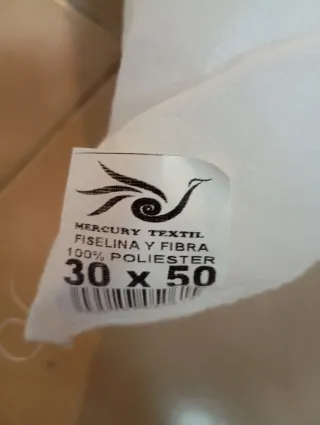 MERCURY TEXTIL
FISELINA Y FIBRA
100% POLIESTER
30 x 50